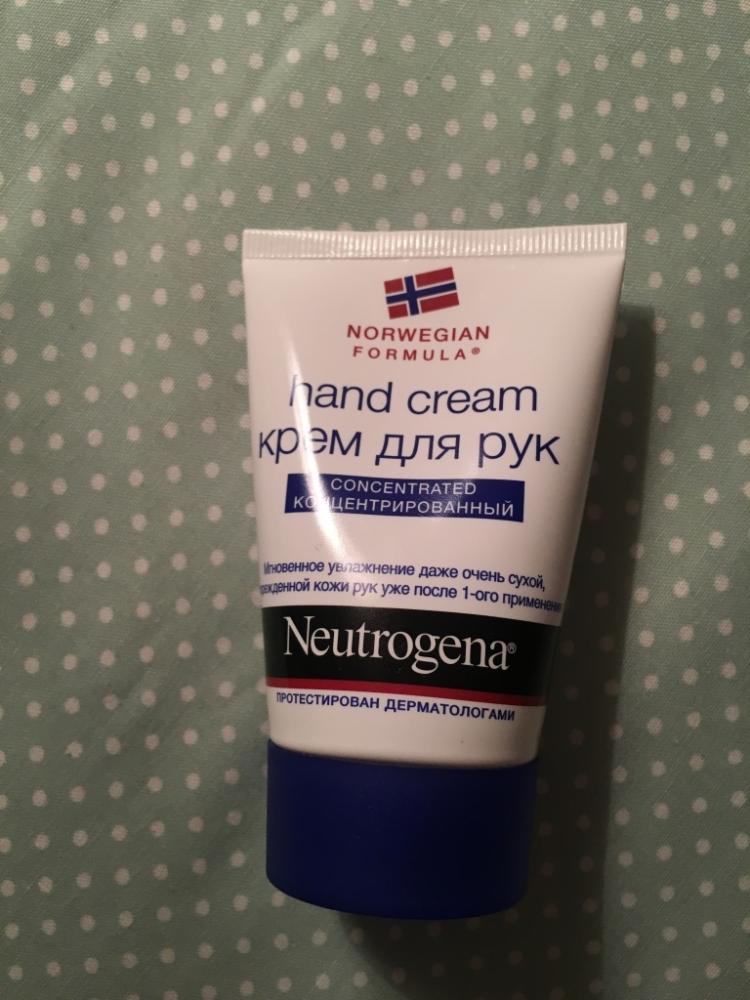 NORWEGIAN
FORMULA®
hand cream
крем для рук
CONCENTRATED
КОНЦЕНТРИРОВАННЫЙ
Мгновенное увлажнение даже очень сухой,
кожи рук уже после 1-ого
Neutrogena®
ПРОТЕСТИРОВАН ДЕРМАТОЛОГАМИ